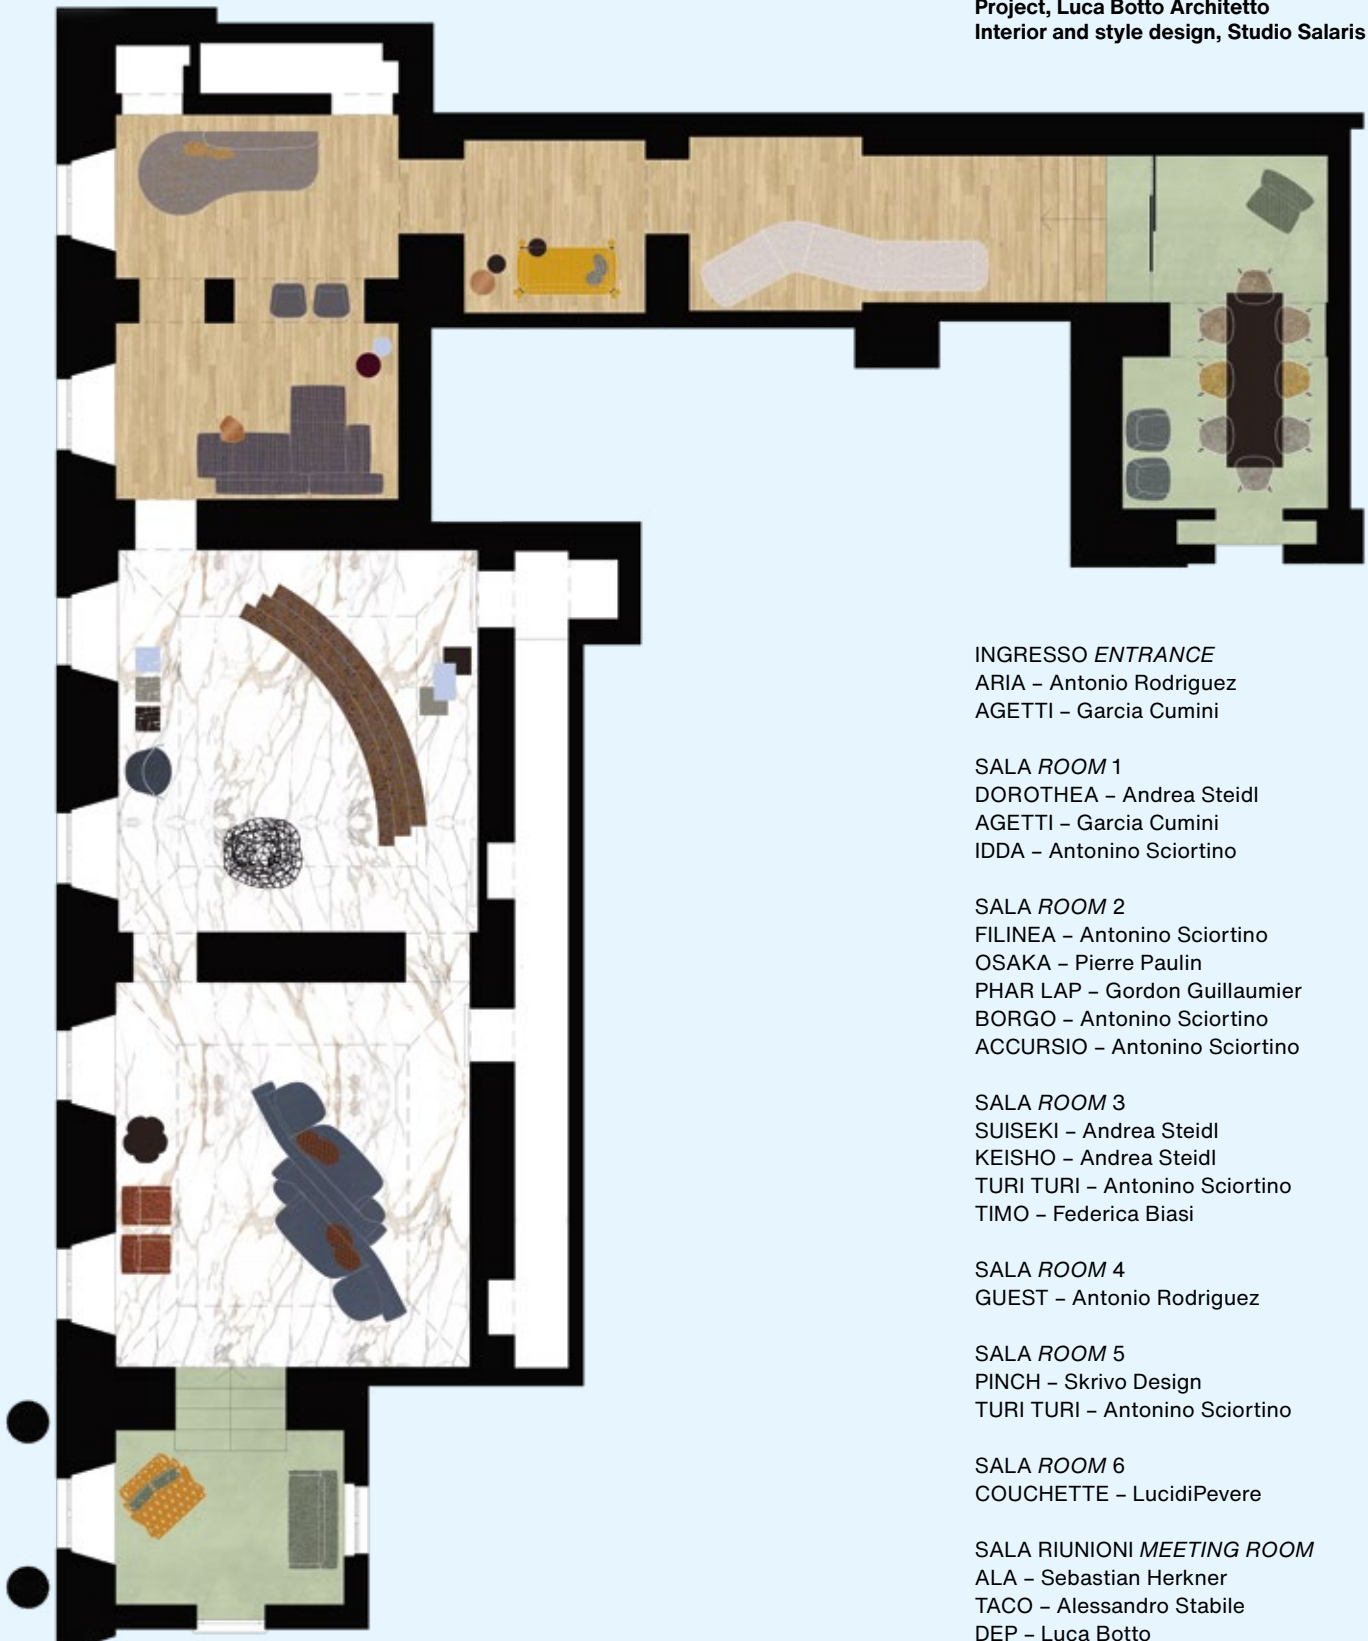 Project, Luca Botto Architetto
Interior and style design, Studio Salaris
INGRESSO ENTRANCE
ARIA – Antonio Rodriguez
AGETTI – Garcia Cumini
SALA ROOM 1
DOROTHEA – Andrea Steidl
AGETTI – Garcia Cumini
IDDA – Antonino Sciortino
SALA ROOM 2
FILINEA – Antonino Sciortino
OSAKA – Pierre Paulin
PHAR LAP – Gordon Guillaumier
BORGO – Antonino Sciortino
ACCURSIO – Antonino Sciortino
SALA ROOM 3
SUISEKI – Andrea Steidl
KEISHO – Andrea Steidl
TURI TURI – Antonino Sciortino
TIMO – Federica Biasi
SALA ROOM 4
GUEST – Antonio Rodriguez
SALA ROOM 5
PINCH – Skrivo Design
TURI TURI – Antonino Sciortino
SALA ROOM 6
COUCHETTE – LucidiPevere
SALA RIUNIONI MEETING ROOM
ALA – Sebastian Herkner
TACO – Alessandro Stabile
DEP – Luca Botto